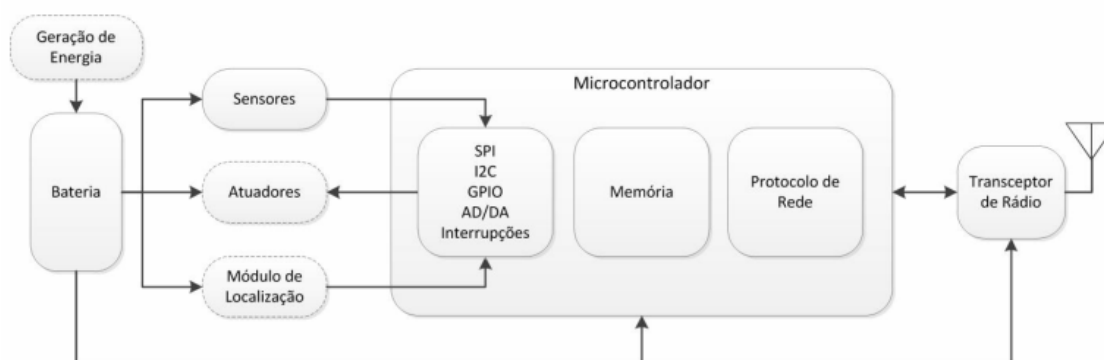 Geração de
Energia
Bateria
Sensores
Atuadores
Módulo de
Localização
Microcontrolador
SPI
I2C
GPIO
AD/DA
Interrupções
Memória
Protocolo de
Rede
Transceptor
de Rádio